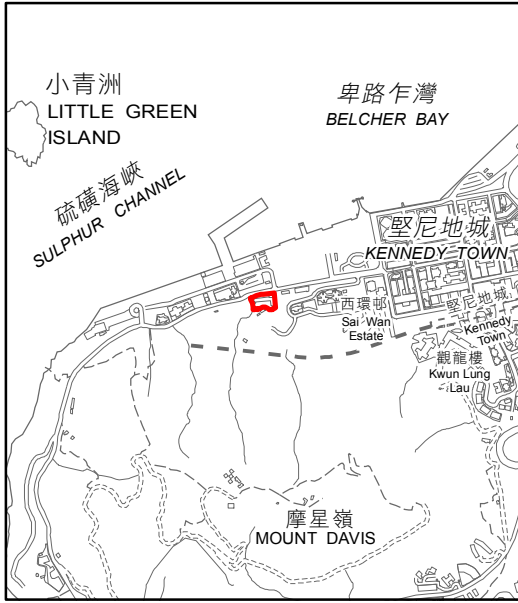 小青洲
LITTLE GREEN
ISLAND
卑路乍灣
BELCHER BAY
硫磺海峽
SULPHUR CHANNEL
堅尼地城
KENNEDY TOWN
西環邨
Sai Wan
Estate
堅尼地城
Kennedy
Town
觀龍樓
Kwun Lung
Lau
摩星嶺
MOUNT DAVIS